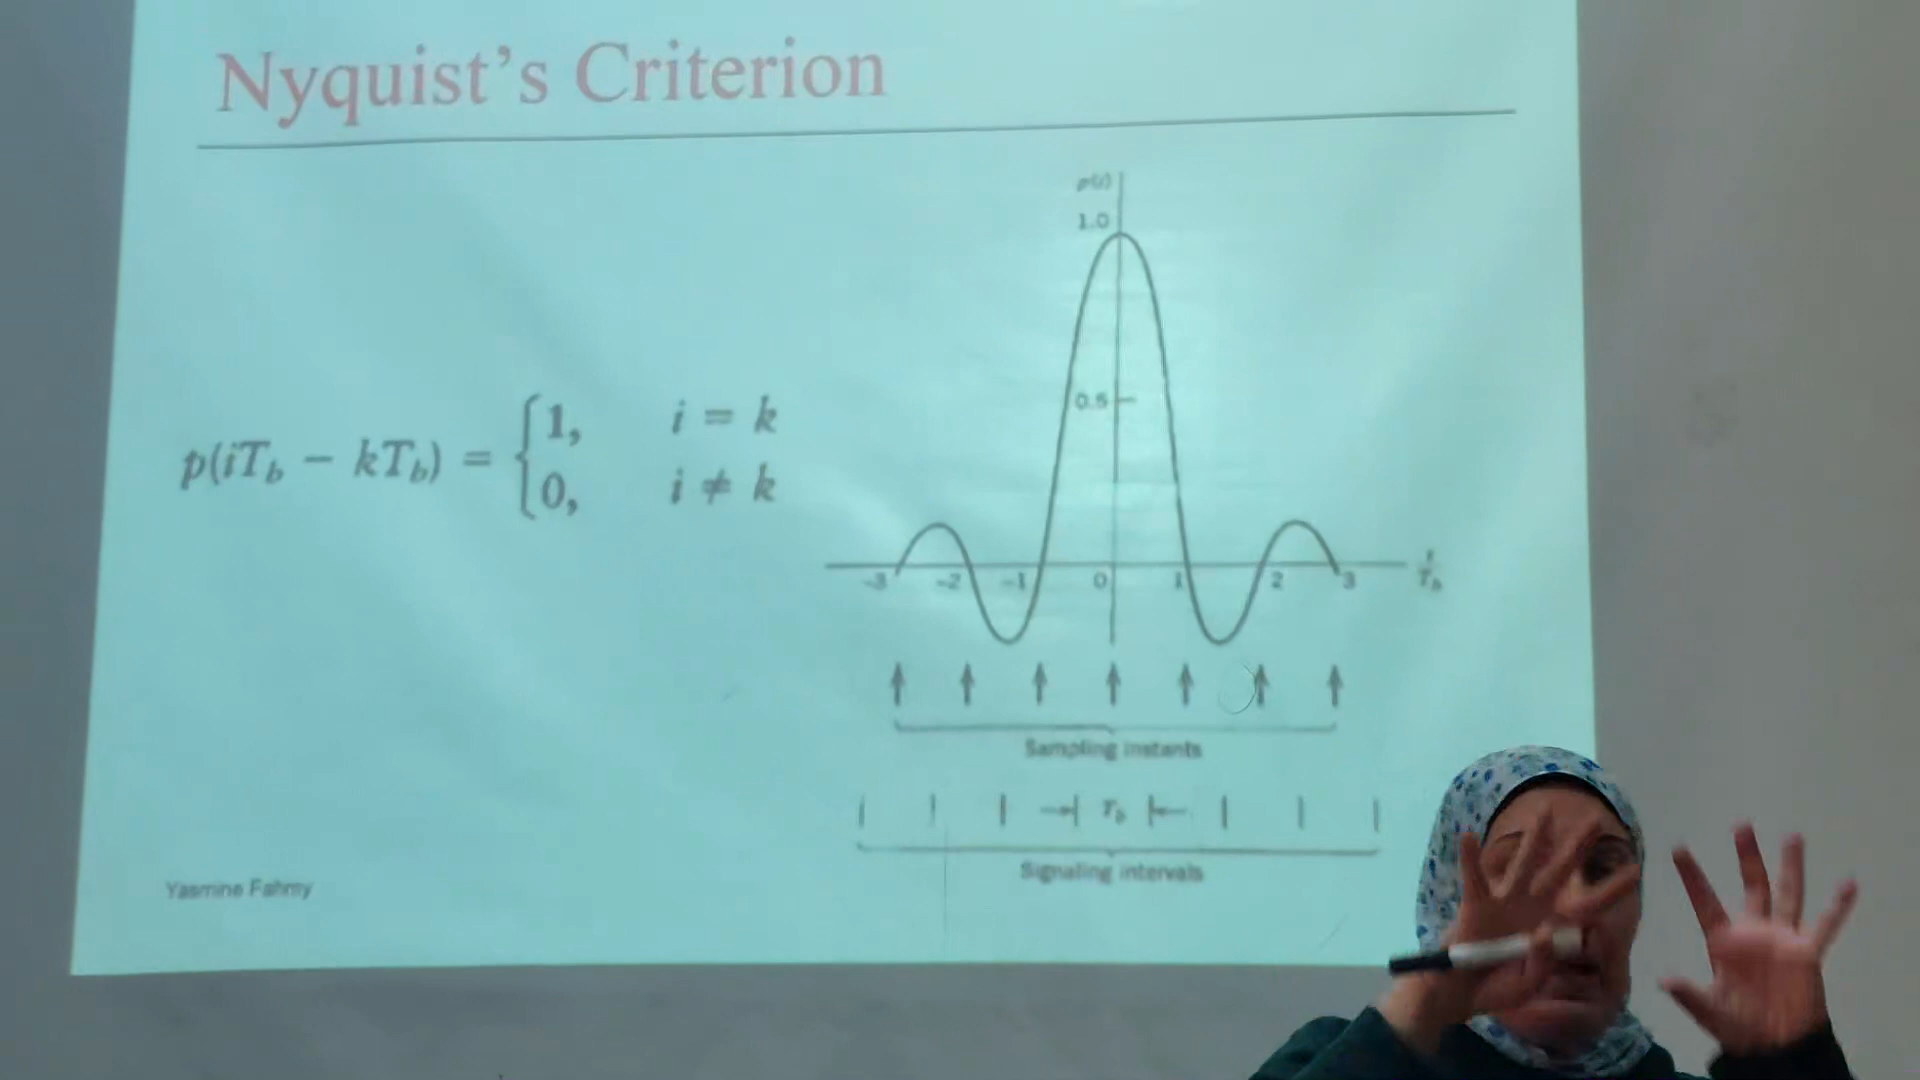 Nyquist's Criterion
p(iT_b − kT_b) = { 1, i = k
0, i ≠ k
p(t)
1.0
0.5
-3 -2 -1 0 1 2 3 t/T_b
Sampling instants
T_b
Signaling intervals
Yasmine Fahmy